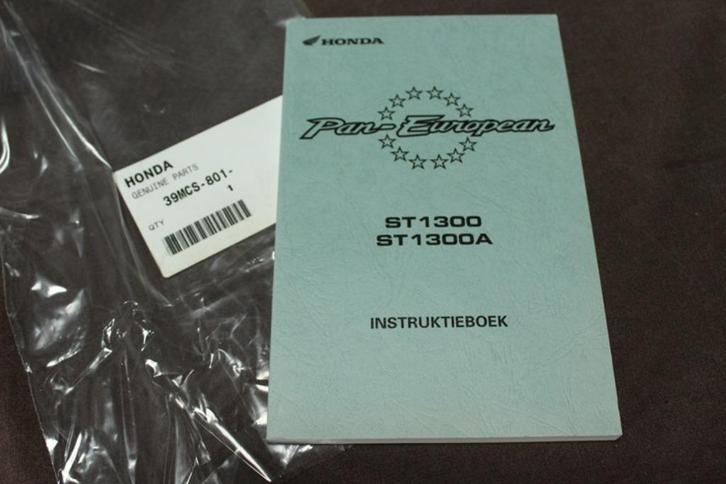 HONDA
GENUINE PARTS
39MCS-801-
1
QTY
HONDA
Pan-European
ST1300
ST1300A
INSTRUKTIEBOEK